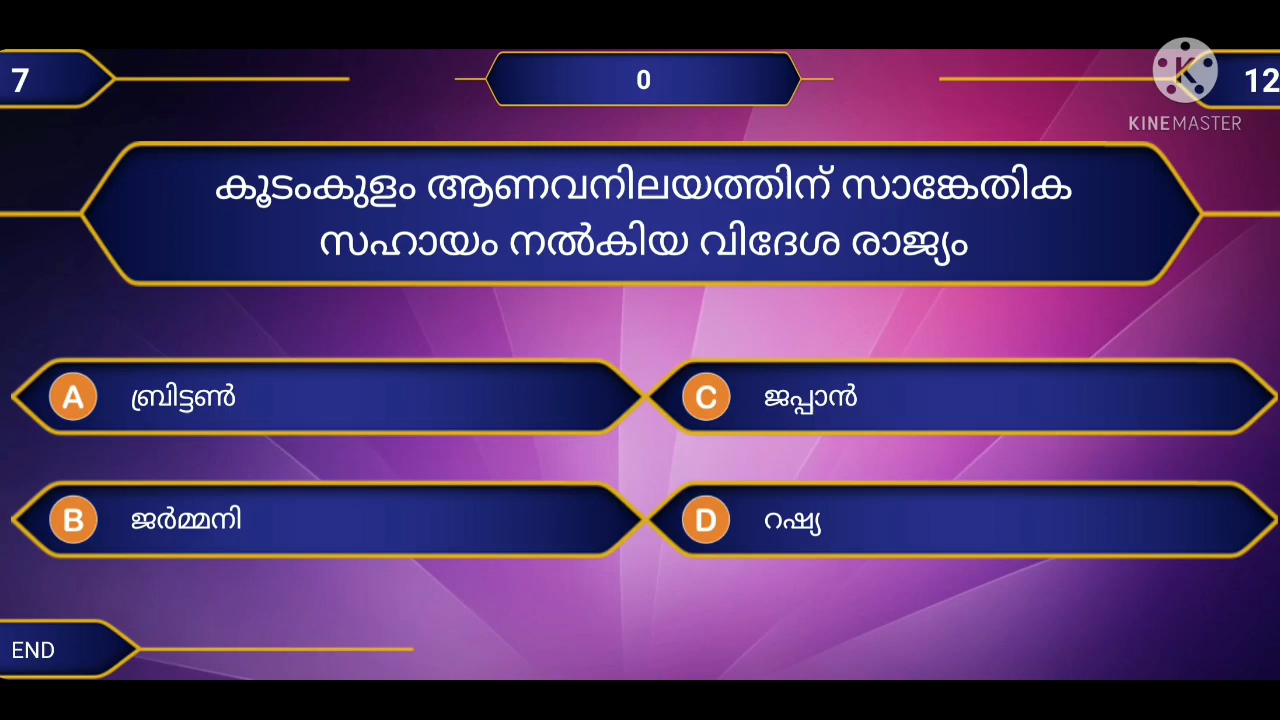 7
0
12
KINEMASTER
കൂടംകുളം ആണവനിലയത്തിന് സാങ്കേതിക
സഹായം നൽകിയ വിദേശ രാജ്യം
A ബ്രിട്ടൺ
C ജപ്പാൻ
B ജർമ്മനി
D റഷ്യ
END